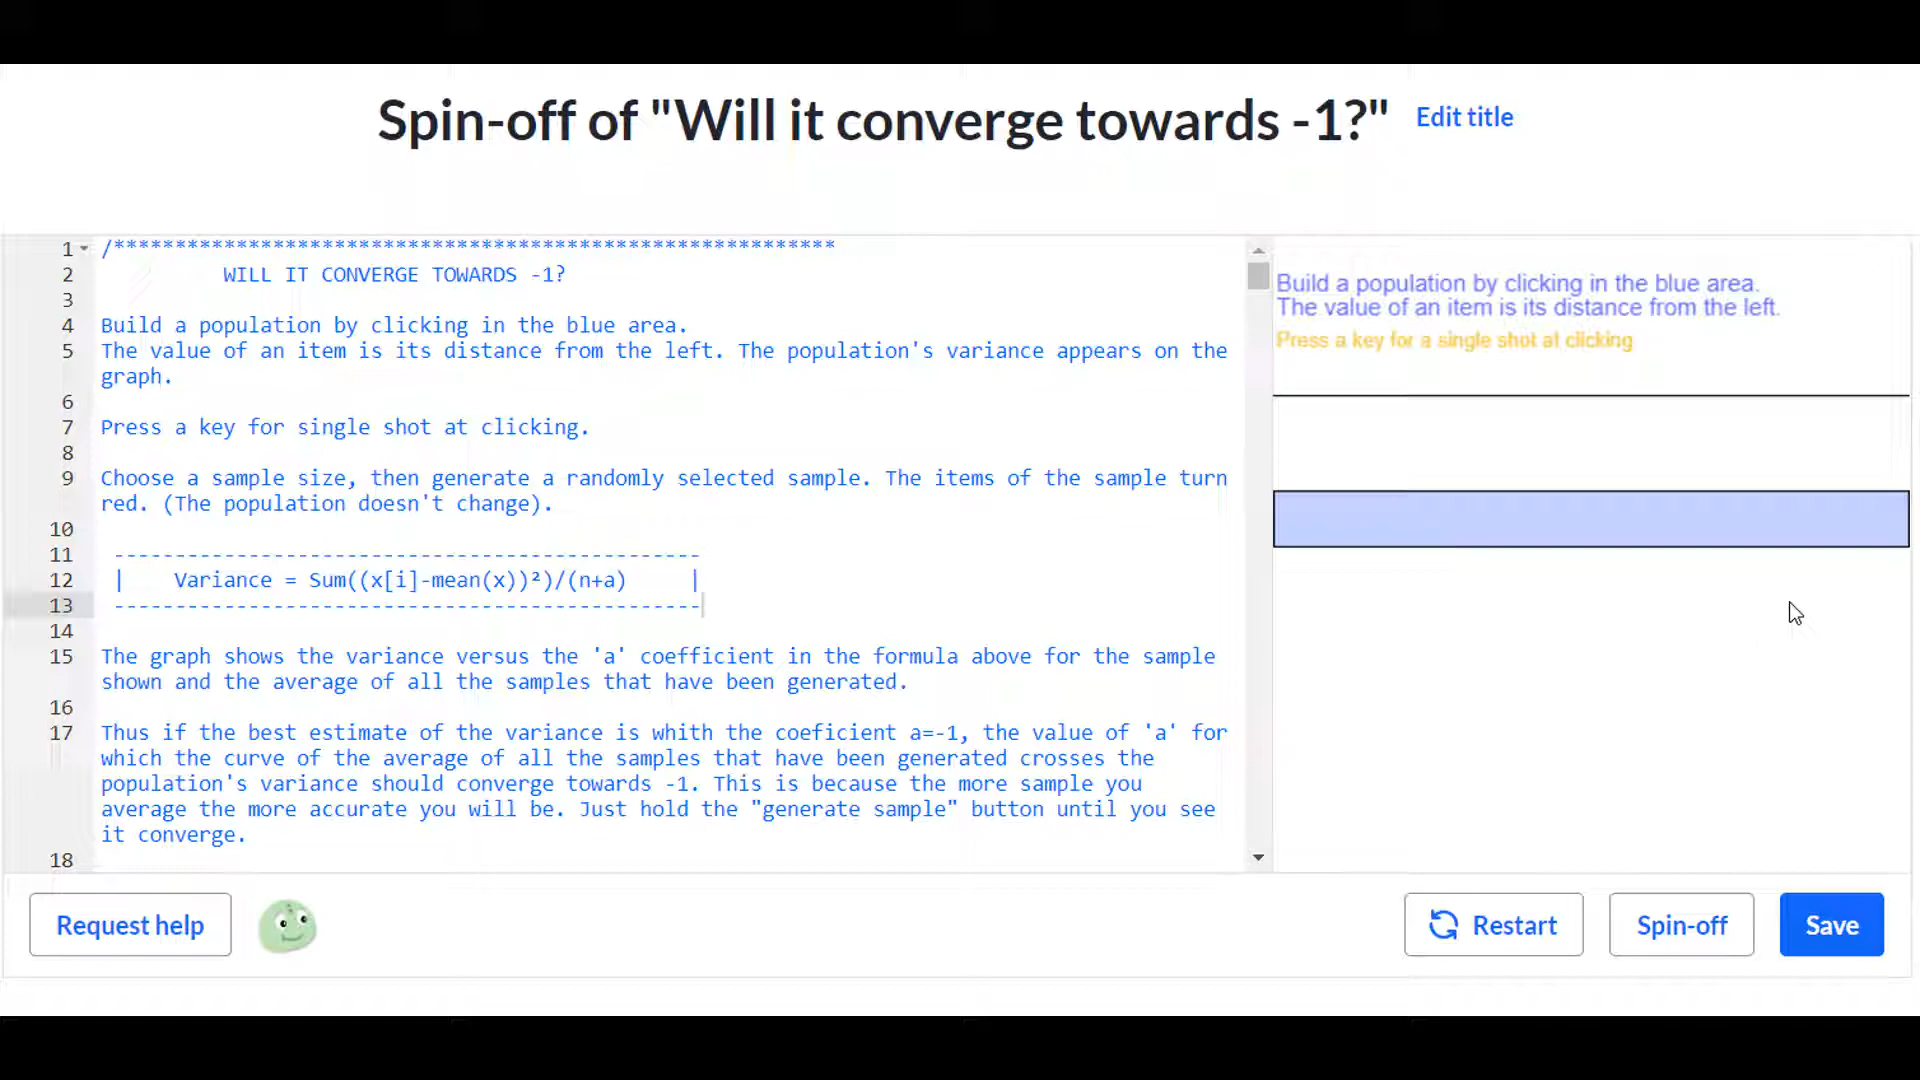 Spin-off of "Will it converge towards -1?" Edit title
1 /***********************************************************
2 WILL IT CONVERGE TOWARDS -1?
3
4 Build a population by clicking in the blue area.
5 The value of an item is its distance from the left. The population's variance appears on the
graph.
6
7 Press a key for single shot at clicking.
8
9 Choose a sample size, then generate a randomly selected sample. The items of the sample turn
red. (The population doesn't change).
10
11 ------------------------------------------------
12 | Variance = Sum((x[i]-mean(x))²)/(n+a) |
13 ------------------------------------------------
14
15 The graph shows the variance versus the 'a' coefficient in the formula above for the sample
shown and the average of all the samples that have been generated.
16
17 Thus if the best estimate of the variance is whith the coeficient a=-1, the value of 'a' for
which the curve of the average of all the samples that have been generated crosses the
population's variance should converge towards -1. This is because the more sample you
average the more accurate you will be. Just hold the "generate sample" button until you see
it converge.
18
Build a population by clicking in the blue area.
The value of an item is its distance from the left.
Press a key for a single shot at clicking
Request help
Restart
Spin-off
Save